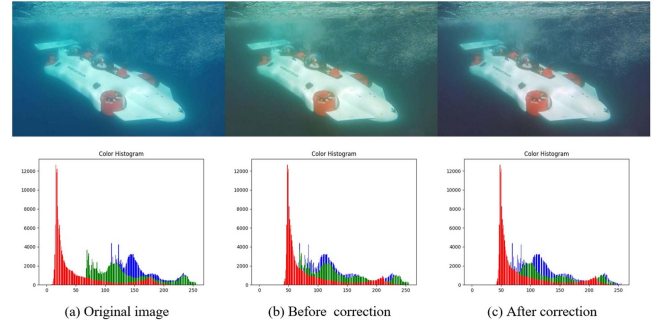 Color Histogram Color Histogram Color Histogram
12000 12000 12000
10000 10000 10000
8000 8000 8000
6000 6000 6000
4000 4000 4000
2000 2000 2000
0 0 0
0 50 100 150 200 250 0 50 100 150 200 250 0 50 100 150 200 250
(a) Original image (b) Before correction (c) After correction